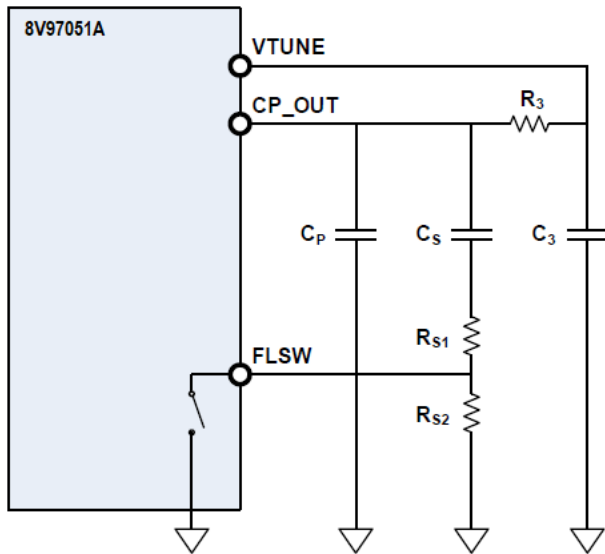 8V97051A
VTUNE
CP_OUT
R3
CP
CS
C3
RS1
FLSW
RS2